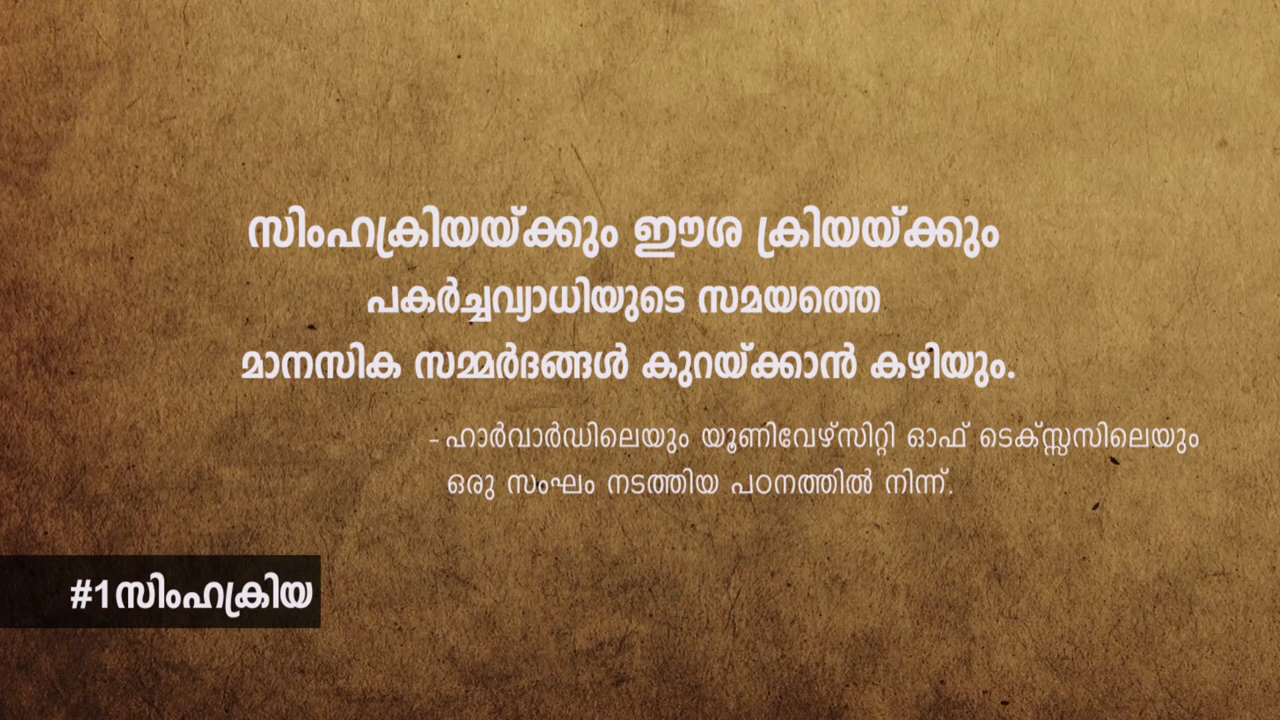 സിംഹക്രിയയ്ക്കും ഈശ ക്രിയയ്ക്കും
പകർച്ചവ്യാധിയുടെ സമയത്തെ
മാനസിക സമ്മർദങ്ങൾ കുറയ്ക്കാൻ കഴിയും.
- ഹാർവാർഡിലെയും യൂണിവേഴ്സിറ്റി ഓഫ് ടെക്സ്സസിലെയും
ഒരു സംഘം നടത്തിയ പഠനത്തിൽ നിന്ന്.
#1സിംഹക്രിയ